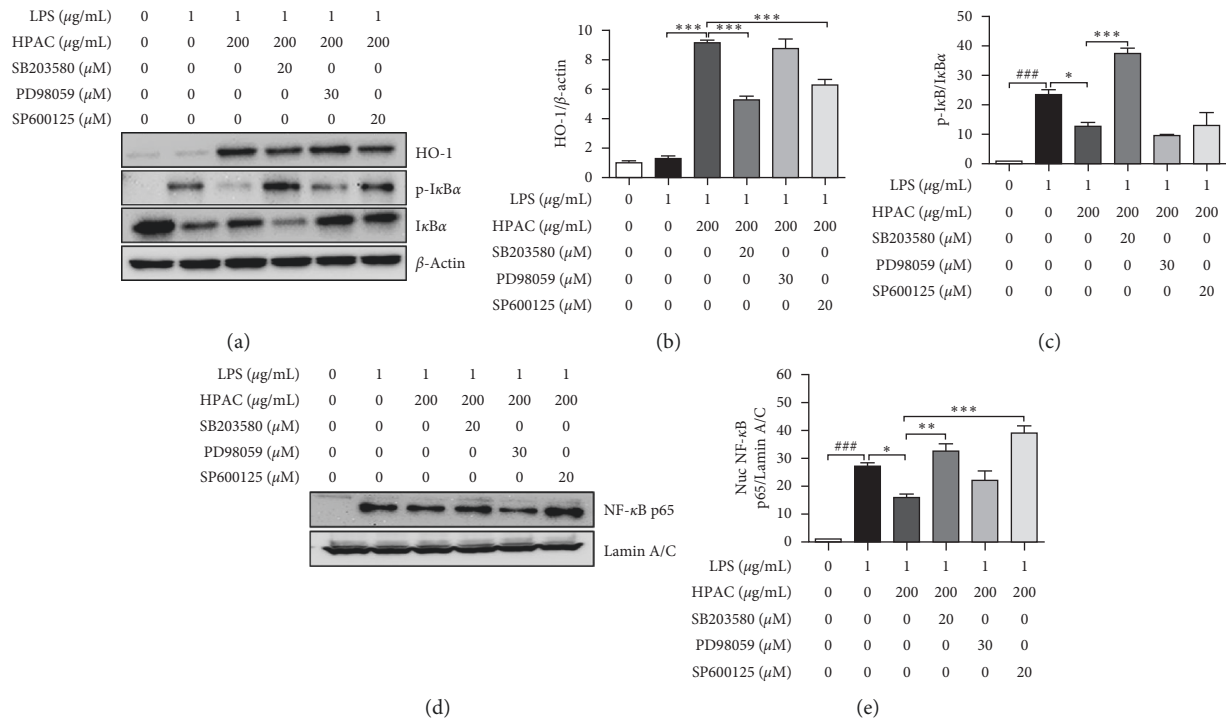 LPS (μg/mL) 0 1 1 1 1 1
HPAC (μg/mL) 0 0 200 200 200 200
SB203580 (μM) 0 0 0 20 0 0
PD98059 (μM) 0 0 0 0 30 0
SP600125 (μM) 0 0 0 0 0 20
HO-1
p-IκBα
IκBα
β-Actin
(a)
HO-1/β-actin
10
8
6
4
2
0
*** *** ***
LPS (μg/mL) 0 1 1 1 1 1
HPAC (μg/mL) 0 0 200 200 200 200
SB203580 (μM) 0 0 0 20 0 0
PD98059 (μM) 0 0 0 0 30 0
SP600125 (μM) 0 0 0 0 0 20
(b)
p-IκB/IκBα
50
40
30
20
10
0
### * ***
LPS (μg/mL) 0 1 1 1 1 1
HPAC (μg/mL) 0 0 200 200 200 200
SB203580 (μM) 0 0 0 20 0 0
PD98059 (μM) 0 0 0 0 30 0
SP600125 (μM) 0 0 0 0 0 20
(c)
LPS (μg/mL) 0 1 1 1 1 1
HPAC (μg/mL) 0 0 200 200 200 200
SB203580 (μM) 0 0 0 20 0 0
PD98059 (μM) 0 0 0 0 30 0
SP600125 (μM) 0 0 0 0 0 20
NF-κB p65
Lamin A/C
(d)
Nuc NF-κB
p65/Lamin A/C
60
50
40
30
20
10
0
### * ** ***
LPS (μg/mL) 0 1 1 1 1 1
HPAC (μg/mL) 0 0 200 200 200 200
SB203580 (μM) 0 0 0 20 0 0
PD98059 (μM) 0 0 0 0 30 0
SP600125 (μM) 0 0 0 0 0 20
(e)